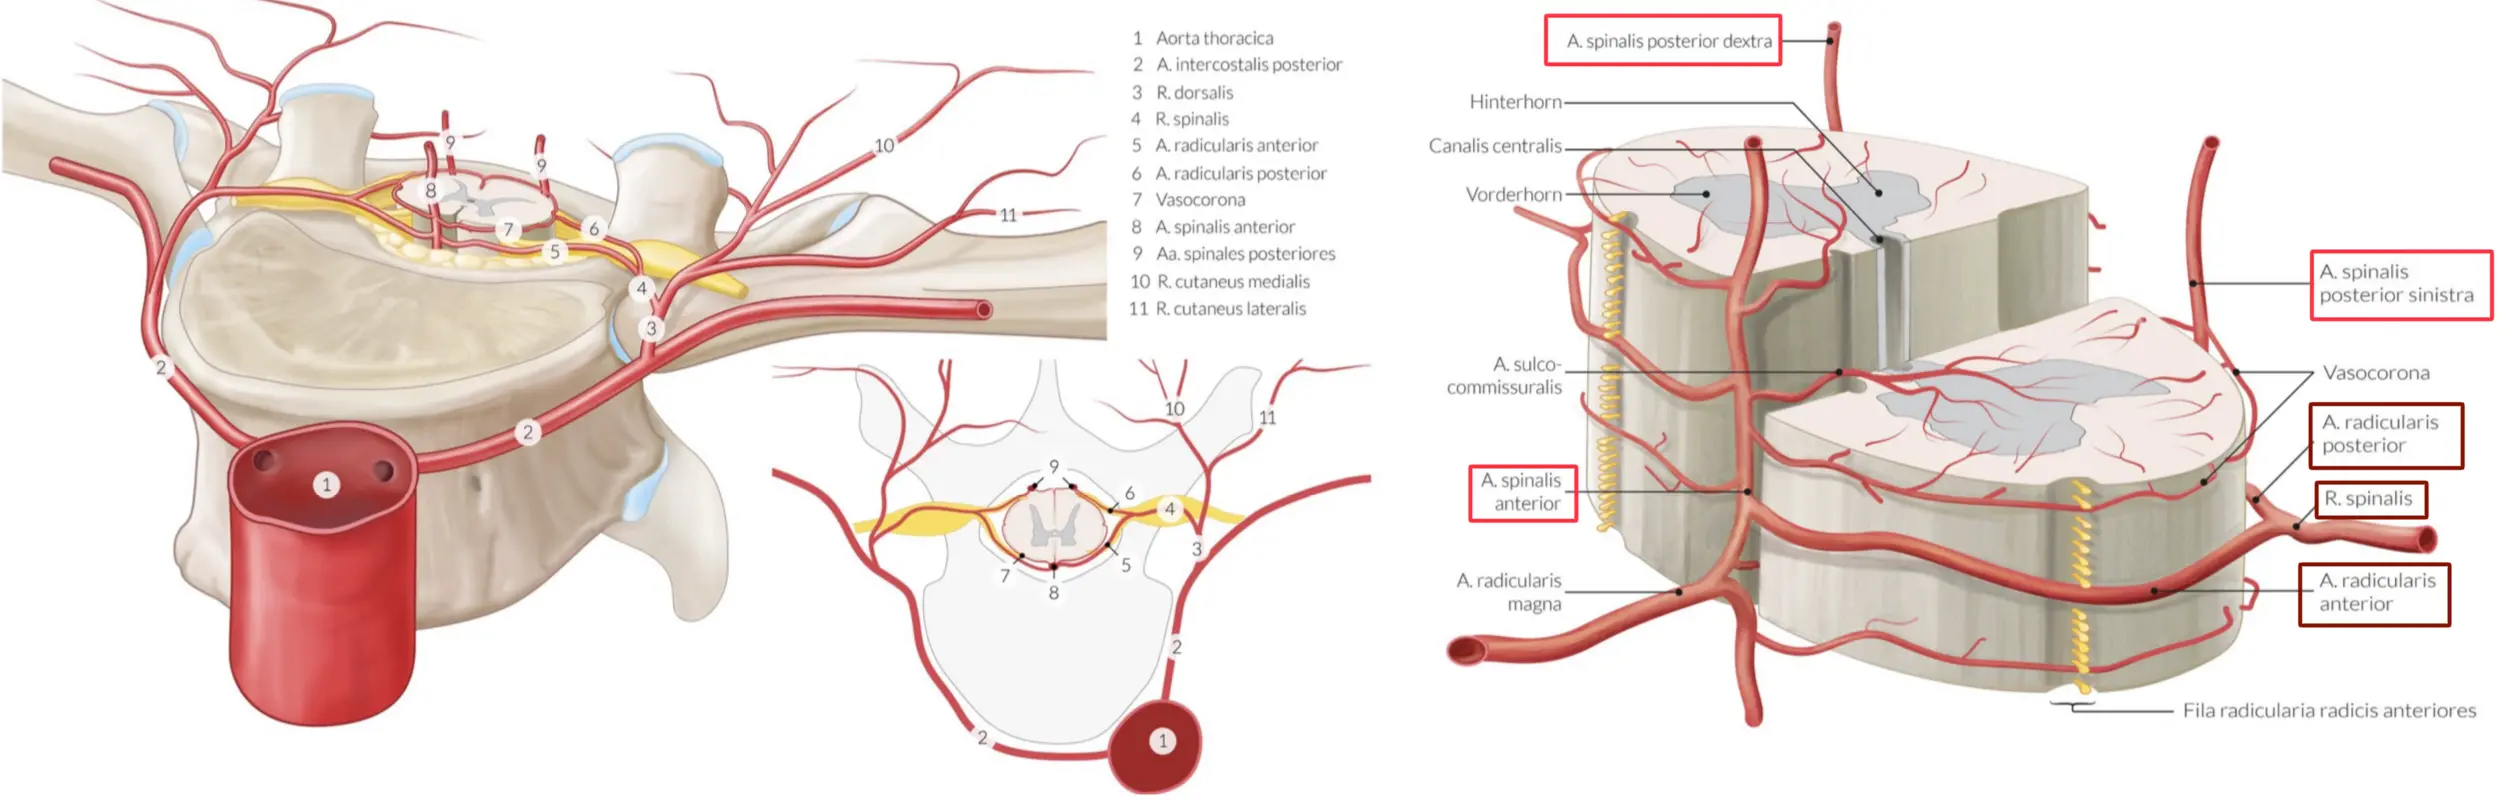 1 Aorta thoracica
2 A. intercostalis posterior
3 R. dorsalis
4 R. spinalis
5 A. radicularis anterior
6 A. radicularis posterior
7 Vasocorona
8 A. spinalis anterior
9 Aa. spinales posteriores
10 R. cutaneus medialis
11 R. cutaneus lateralis
9
9
8
10
11
7
6
5
4
3
2
2
1
10
11
9
6
4
3
7
5
8
2
2
1
A. spinalis posterior dextra
Hinterhorn
Canalis centralis
Vorderhorn
A. sulco-
commissuralis
A. spinalis
anterior
A. radicularis
magna
A. spinalis
posterior sinistra
Vasocorona
A. radicularis
posterior
R. spinalis
A. radicularis
anterior
Fila radicularia radicis anteriores